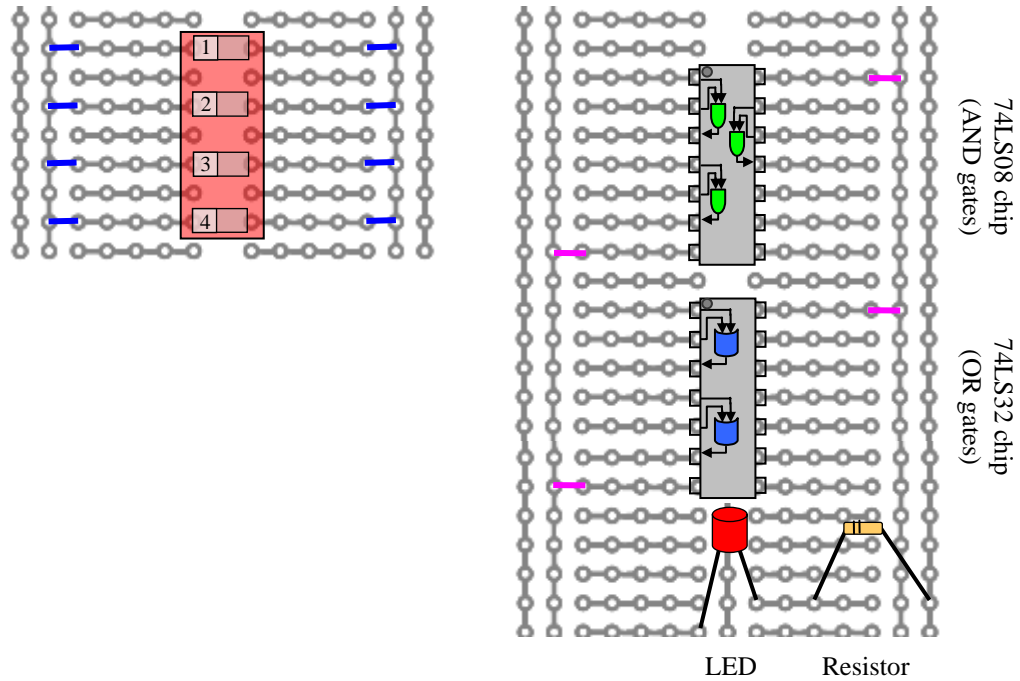 1
2
3
4
74LS08 chip
(AND gates)
74LS32 chip
(OR gates)
LED
Resistor